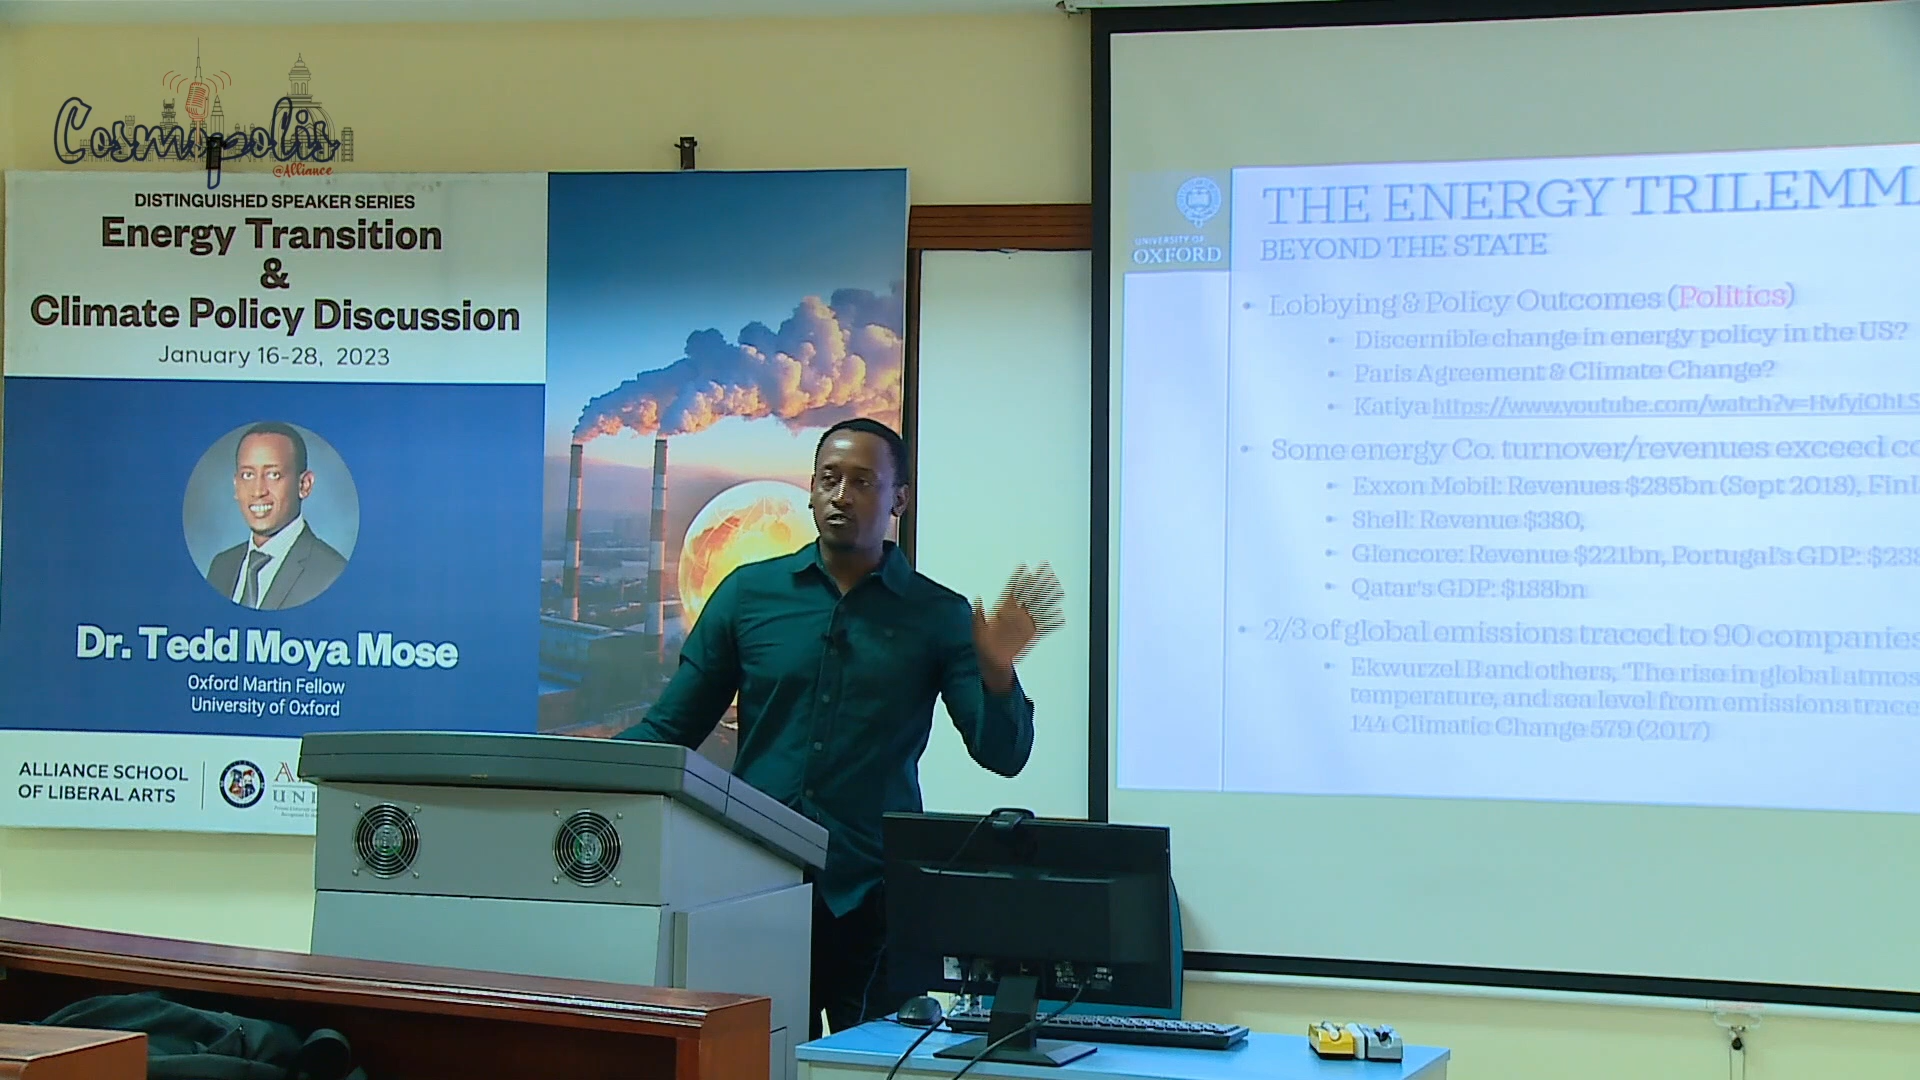 Cosmopolis
@Alliance
DISTINGUISHED SPEAKER SERIES
Energy Transition
&
Climate Policy Discussion
January 16-28, 2023
Dr. Tedd Moya Mose
Oxford Martin Fellow
University of Oxford
ALLIANCE SCHOOL
OF LIBERAL ARTS
UNIVERSITY OF
OXFORD
THE ENERGY TRILEMM
BEYOND THE STATE
• Lobbying & Policy Outcomes (Politics)
• Discernible change in energy policy in the US?
• Paris Agreement & Climate Change?
• Katiya https://www.youtube.com/watch?v=
• Some energy Co. turnover/revenues exceed
• Exxon Mobil: Revenues $285bn (Sept 2018),
• Shell: Revenue $380,
• Glencore: Revenue $221bn, Portugal's GDP:
• Qatar's GDP: $188bn
• 2/3 of global emissions traced to 90 companies
• Ekwurzel B and others, 'The rise in global
temperature, and sea level from emissions
144 Climatic Change 579 (2017)